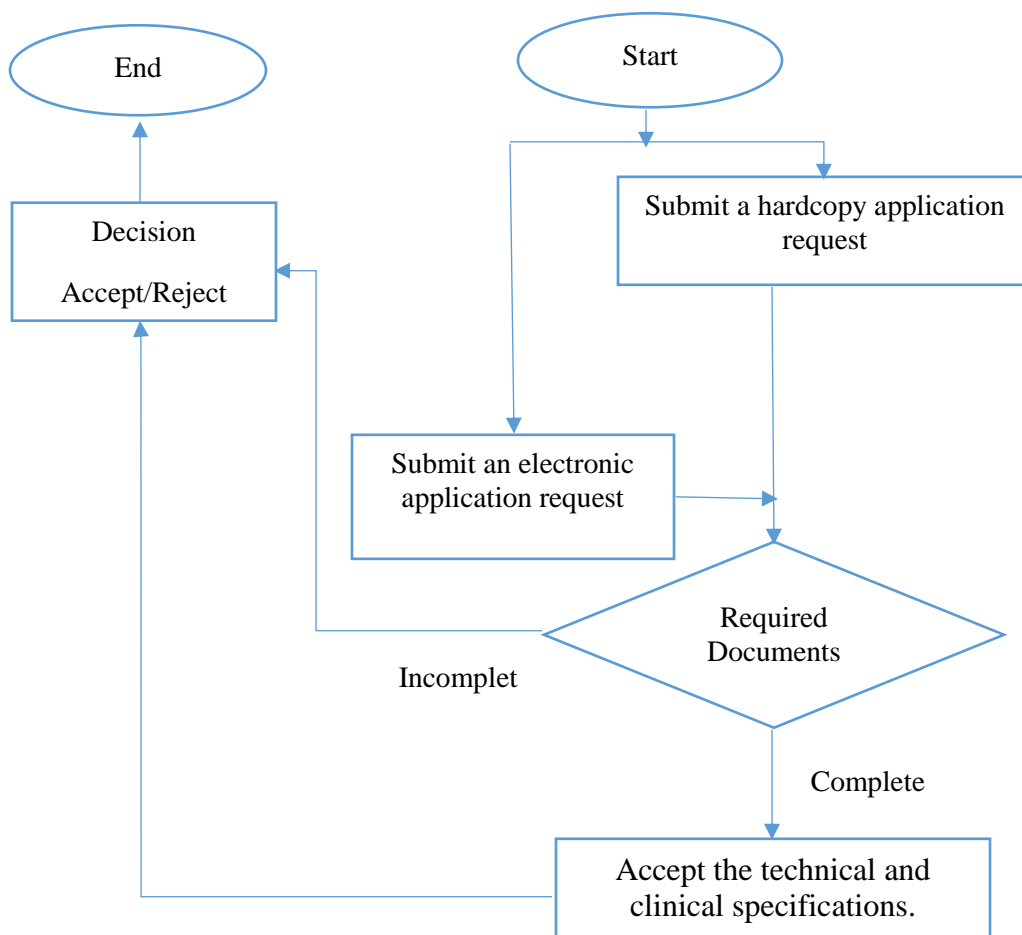 End
Start
Decision
Accept/Reject
Submit a hardcopy application
request
Submit an electronic
application request
Required
Documents
Incomplet
Complete
Accept the technical and
clinical specifications.